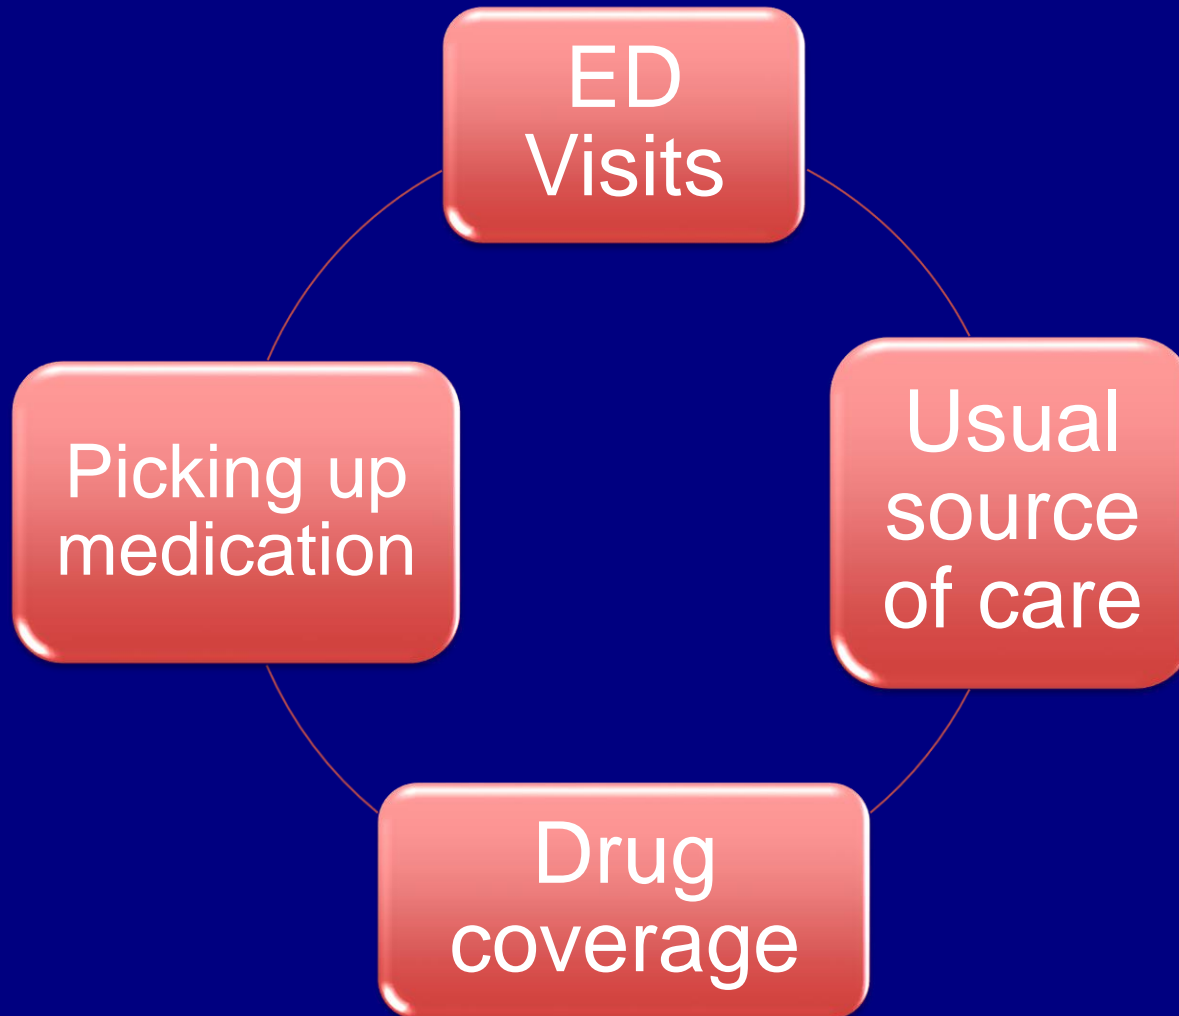 ED
Visits
Usual
source
of care
Picking up
medication
Drug
coverage